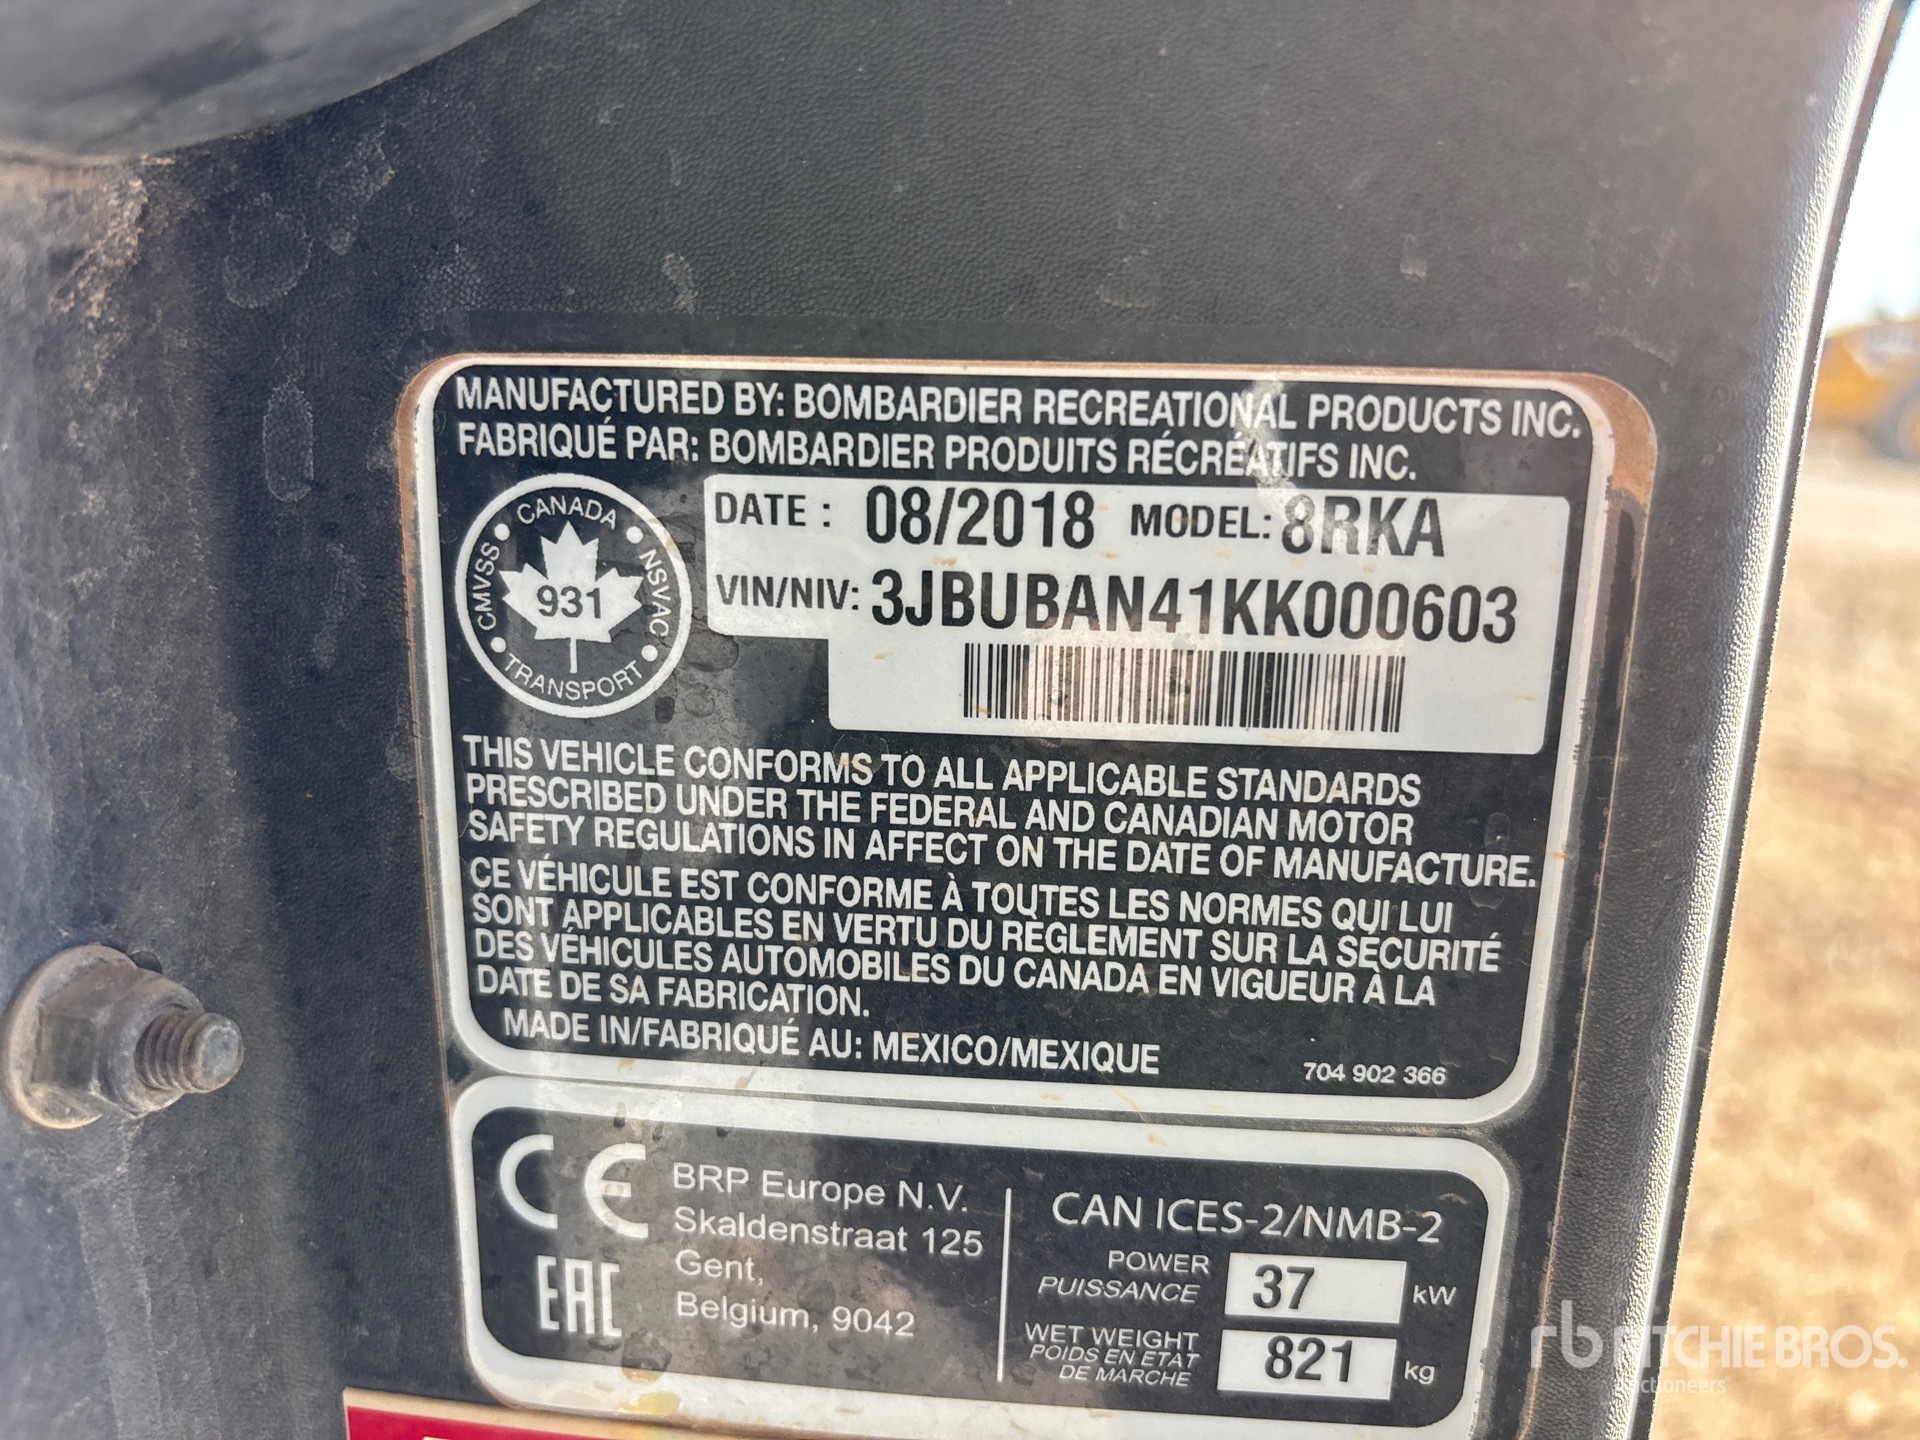 MANUFACTURED BY: BOMBARDIER RECREATIONAL PRODUCTS INC.
FABRIQUÉ PAR: BOMBARDIER PRODUITS RÉCRÉATIFS INC.
CANADA
CMVSS
931
NSVAC
TRANSPORT
DATE : 08/2018 MODEL: 8RKA
VIN/NIV: 3JBUBAN41KK000603
THIS VEHICLE CONFORMS TO ALL APPLICABLE STANDARDS
PRESCRIBED UNDER THE FEDERAL AND CANADIAN MOTOR
SAFETY REGULATIONS IN AFFECT ON THE DATE OF MANUFACTURE.
CE VÉHICULE EST CONFORME À TOUTES LES NORMES QUI LUI
SONT APPLICABLES EN VERTU DU REGLEMENT SUR LA SÉCURITÉ
DES VÉHICULES AUTOMOBILES DU CANADA EN VIGUEUR À LA
DATE DE SA FABRICATION.
MADE IN/FABRIQUÉ AU: MEXICO/MEXIQUE
704 902 366
CE
EAC
BRP Europe N.V.
Skaldenstraat 125
Gent,
Belgium, 9042
CAN ICES-2/NMB-2
POWER
PUISSANCE 37 kW
WET WEIGHT
POIDS EN ÉTAT
DE MARCHE 821 kg
rb RITCHIE BROS.
Auctioneers